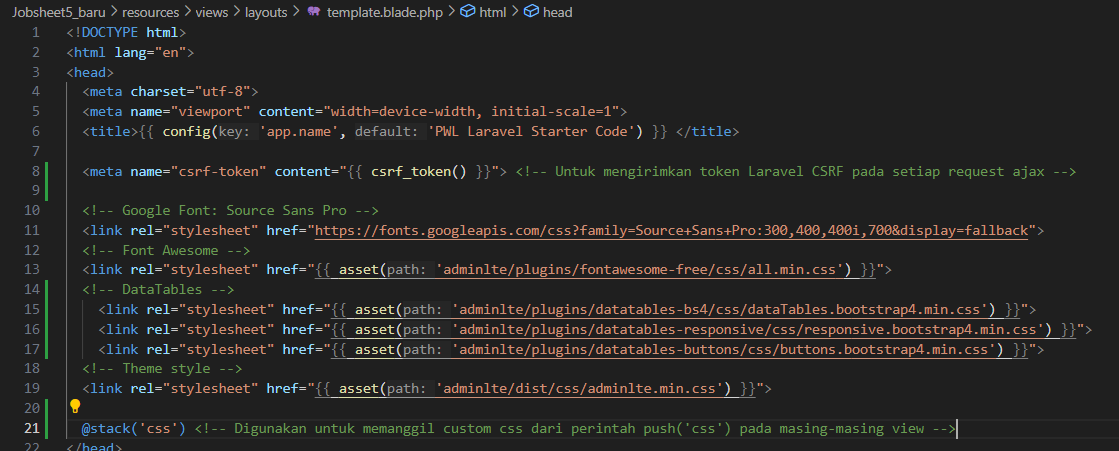 Jobsheet5_baru > resources > views > layouts > template.blade.php > html > head
1 <!DOCTYPE html>
2 <html lang="en">
3 <head>
4 <meta charset="utf-8">
5 <meta name="viewport" content="width=device-width, initial-scale=1">
6 <title>{{ config(key: 'app.name', default: 'PWL Laravel Starter Code') }} </title>
7
8 <meta name="csrf-token" content="{{ csrf_token() }}"> <!-- Untuk mengirimkan token Laravel CSRF pada setiap request ajax -->
9
10 <!-- Google Font: Source Sans Pro -->
11 <link rel="stylesheet" href="https://fonts.googleapis.com/css?family=Source+Sans+Pro:300,400,400i,700&display=fallback">
12 <!-- Font Awesome -->
13 <link rel="stylesheet" href="{{ asset(path: 'adminlte/plugins/fontawesome-free/css/all.min.css') }}">
14 <!-- DataTables -->
15 <link rel="stylesheet" href="{{ asset(path: 'adminlte/plugins/datatables-bs4/css/dataTables.bootstrap4.min.css') }}">
16 <link rel="stylesheet" href="{{ asset(path: 'adminlte/plugins/datatables-responsive/css/responsive.bootstrap4.min.css') }}">
17 <link rel="stylesheet" href="{{ asset(path: 'adminlte/plugins/datatables-buttons/css/buttons.bootstrap4.min.css') }}">
18 <!-- Theme style -->
19 <link rel="stylesheet" href="{{ asset(path: 'adminlte/dist/css/adminlte.min.css') }}">
20
21 @stack('css') <!-- Digunakan untuk memanggil custom css dari perintah push('css') pada masing-masing view -->
22 </head>